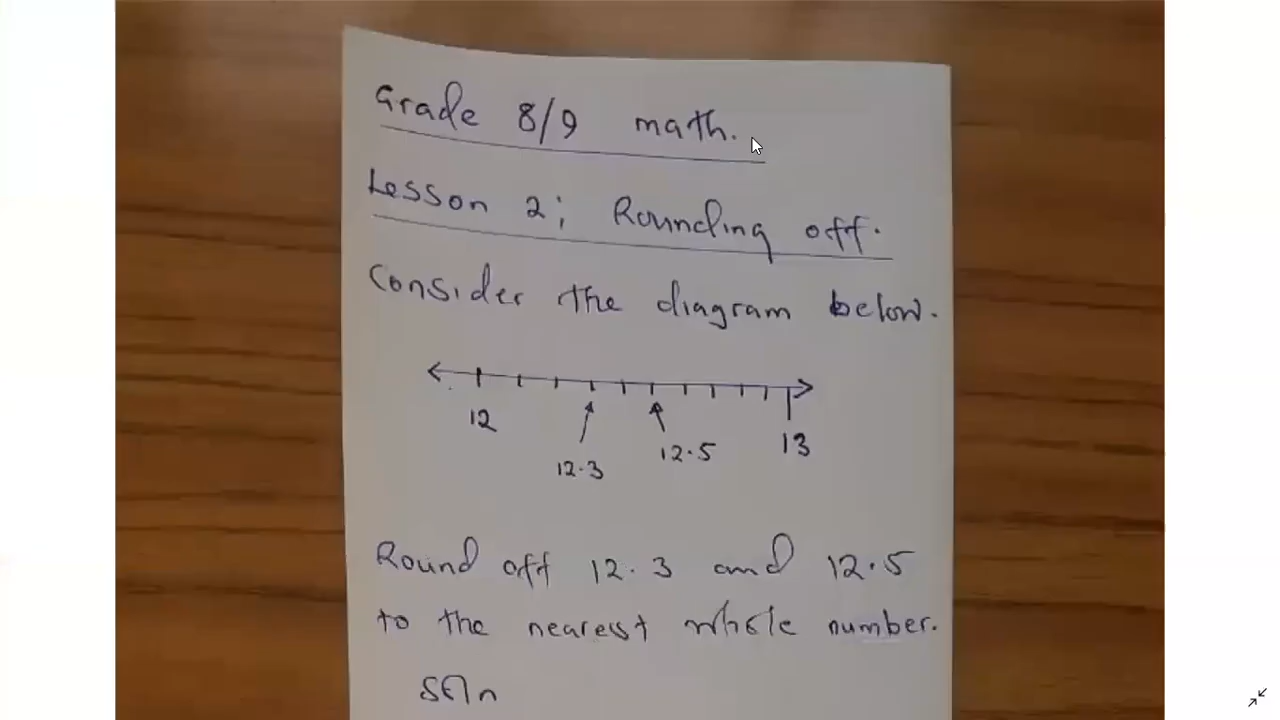 Grade 8/9 math.
Lesson 2; Rounding off.
Consider the diagram below.
12
12.3
12.5
13
Round off 12.3 and 12.5
to the nearest whole number.
Soln